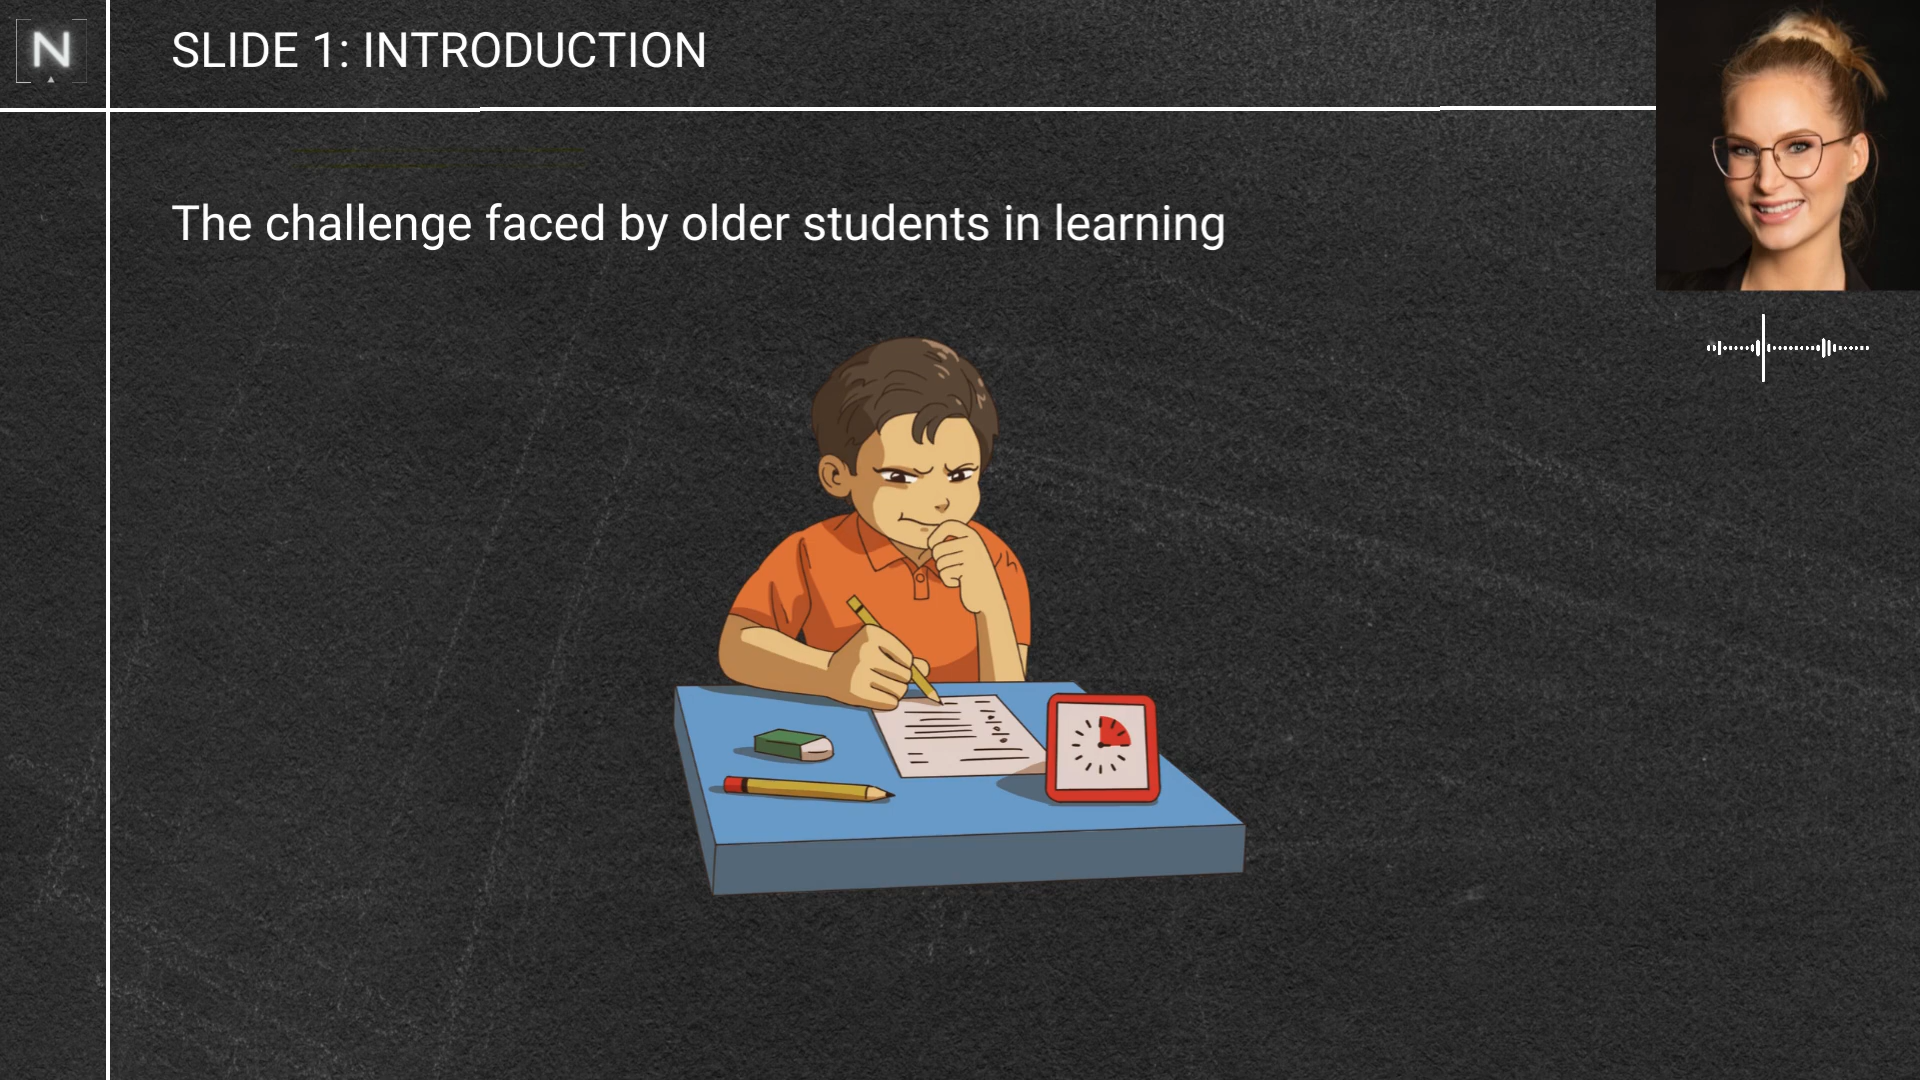 N
SLIDE 1: INTRODUCTION
The challenge faced by older students in learning